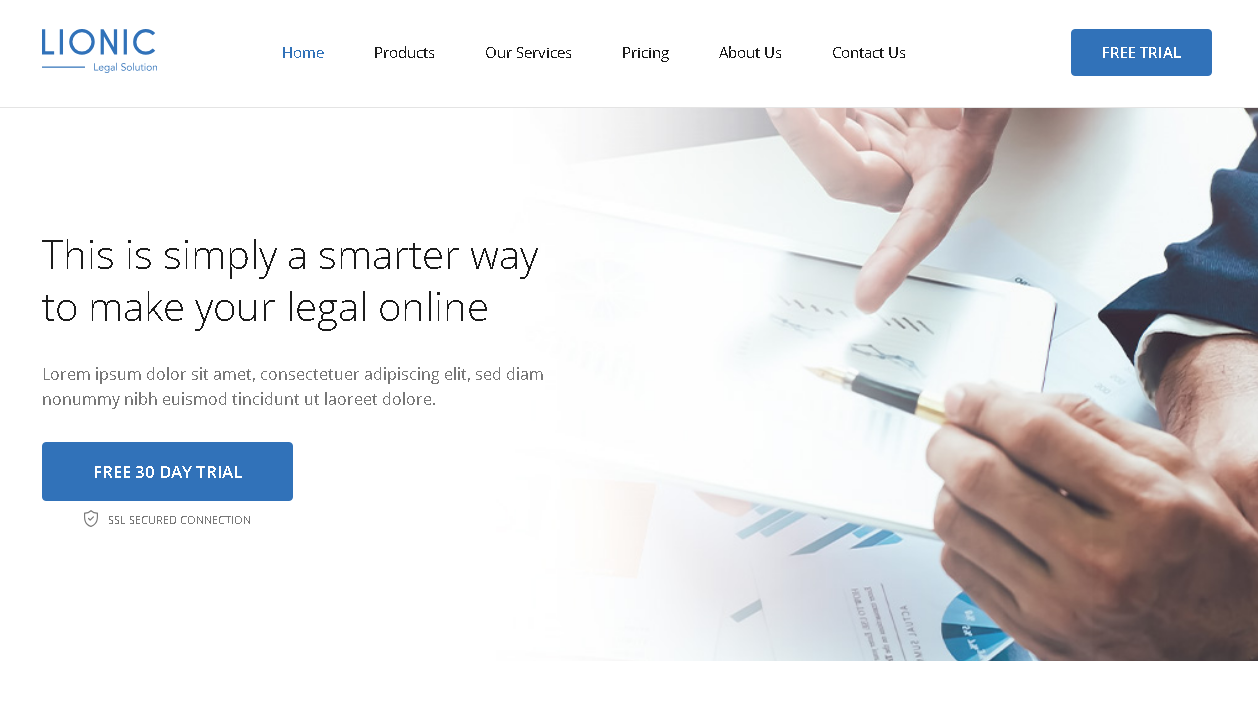 LIONIC
Legal Solution
Home
Products
Our Services
Pricing
About Us
Contact Us
FREE TRIAL
This is simply a smarter way
to make your legal online
Lorem ipsum dolor sit amet, consectetuer adipiscing elit, sed diam
nonummy nibh euismod tincidunt ut laoreet dolore.
FREE 30 DAY TRIAL
SSL SECURED CONNECTION